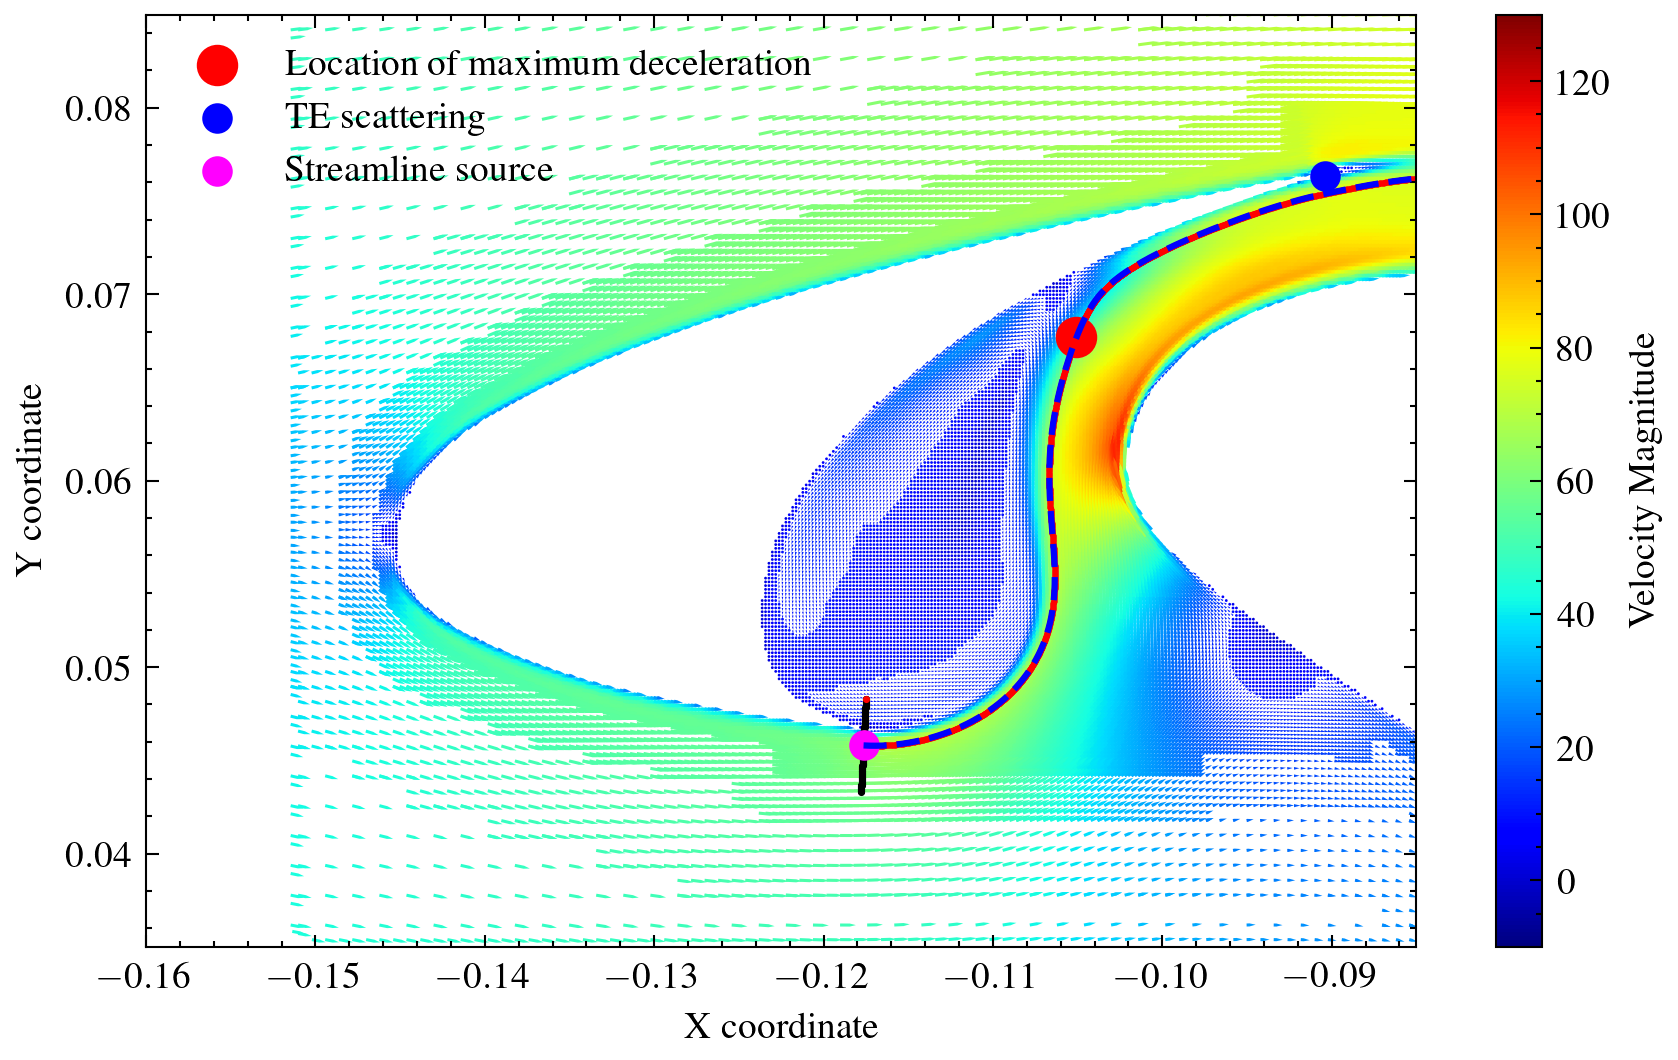 Location of maximum deceleration
TE scattering
Streamline source
0.08
0.07
0.06
0.05
0.04
Y coordinate
−0.16 −0.15 −0.14 −0.13 −0.12 −0.11 −0.10 −0.09
X coordinate
120
100
80
60
40
20
0
Velocity Magnitude